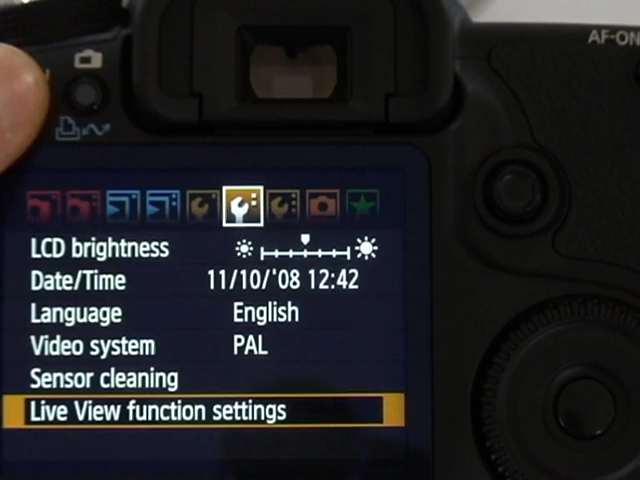 AF-ON
LCD brightness
Date/Time 11/10/'08 12:42
Language English
Video system PAL
Sensor cleaning
Live View function settings